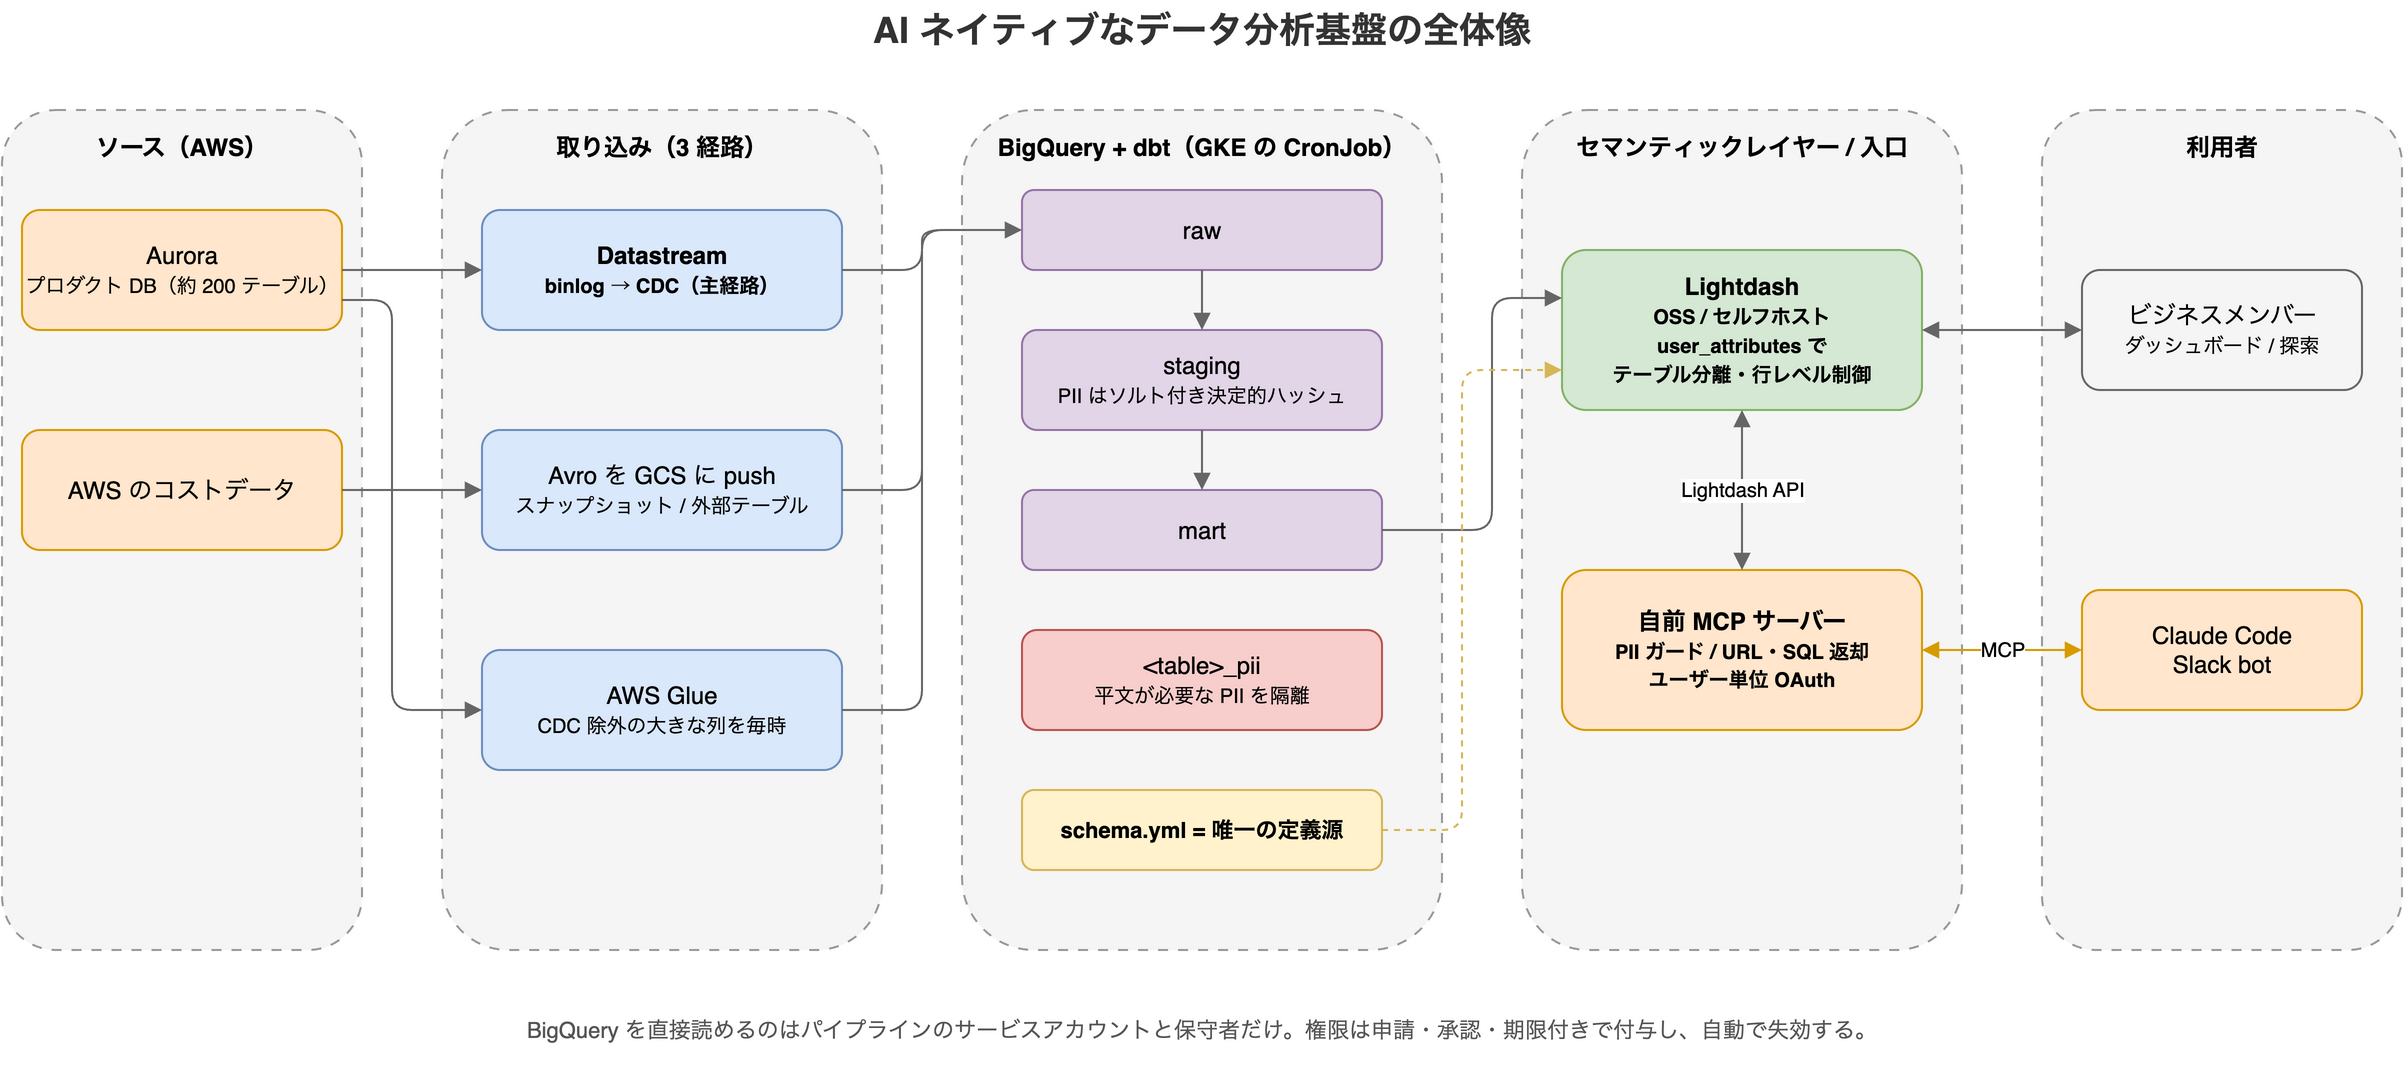 AI ネイティブなデータ分析基盤の全体像
ソース（AWS）
Aurora
プロダクト DB（約 200 テーブル）
AWS のコストデータ
取り込み（3 経路）
Datastream
binlog → CDC（主経路）
Avro を GCS に push
スナップショット / 外部テーブル
AWS Glue
CDC 除外の大きな列を毎時
BigQuery + dbt（GKE の CronJob）
raw
staging
PII はソルト付き決定的ハッシュ
mart
<table>_pii
平文が必要な PII を隔離
schema.yml = 唯一の定義源
セマンティックレイヤー / 入口
Lightdash
OSS / セルフホスト
user_attributes で
テーブル分離・行レベル制御
Lightdash API
自前 MCP サーバー
PII ガード / URL・SQL 返却
ユーザー単位 OAuth
MCP
利用者
ビジネスメンバー
ダッシュボード / 探索
Claude Code
Slack bot
BigQuery を直接読めるのはパイプラインのサービスアカウントと保守者だけ。権限は申請・承認・期限付きで付与し、自動で失効する。